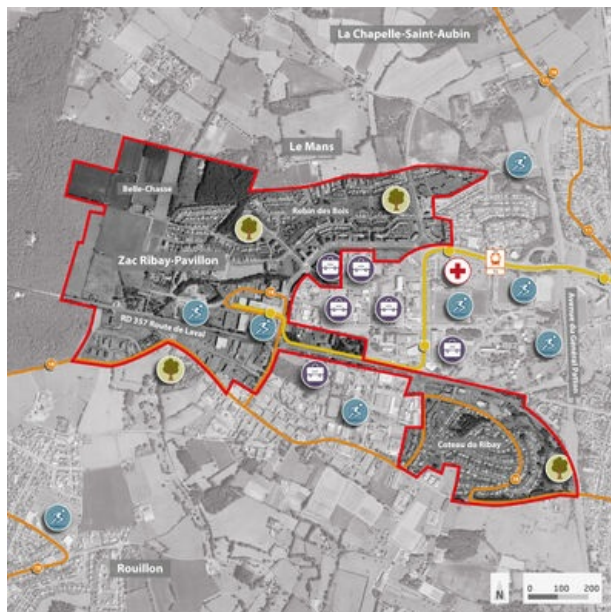 La Chapelle-Saint-Aubin
Le Mans
Belle-Chasse
Robin des Bois
Zac Ribay-Pavillon
RD 357 Route de Laval
Avenue du Général Patton
Coteau du Ribay
Rouillon
N
0 100 200